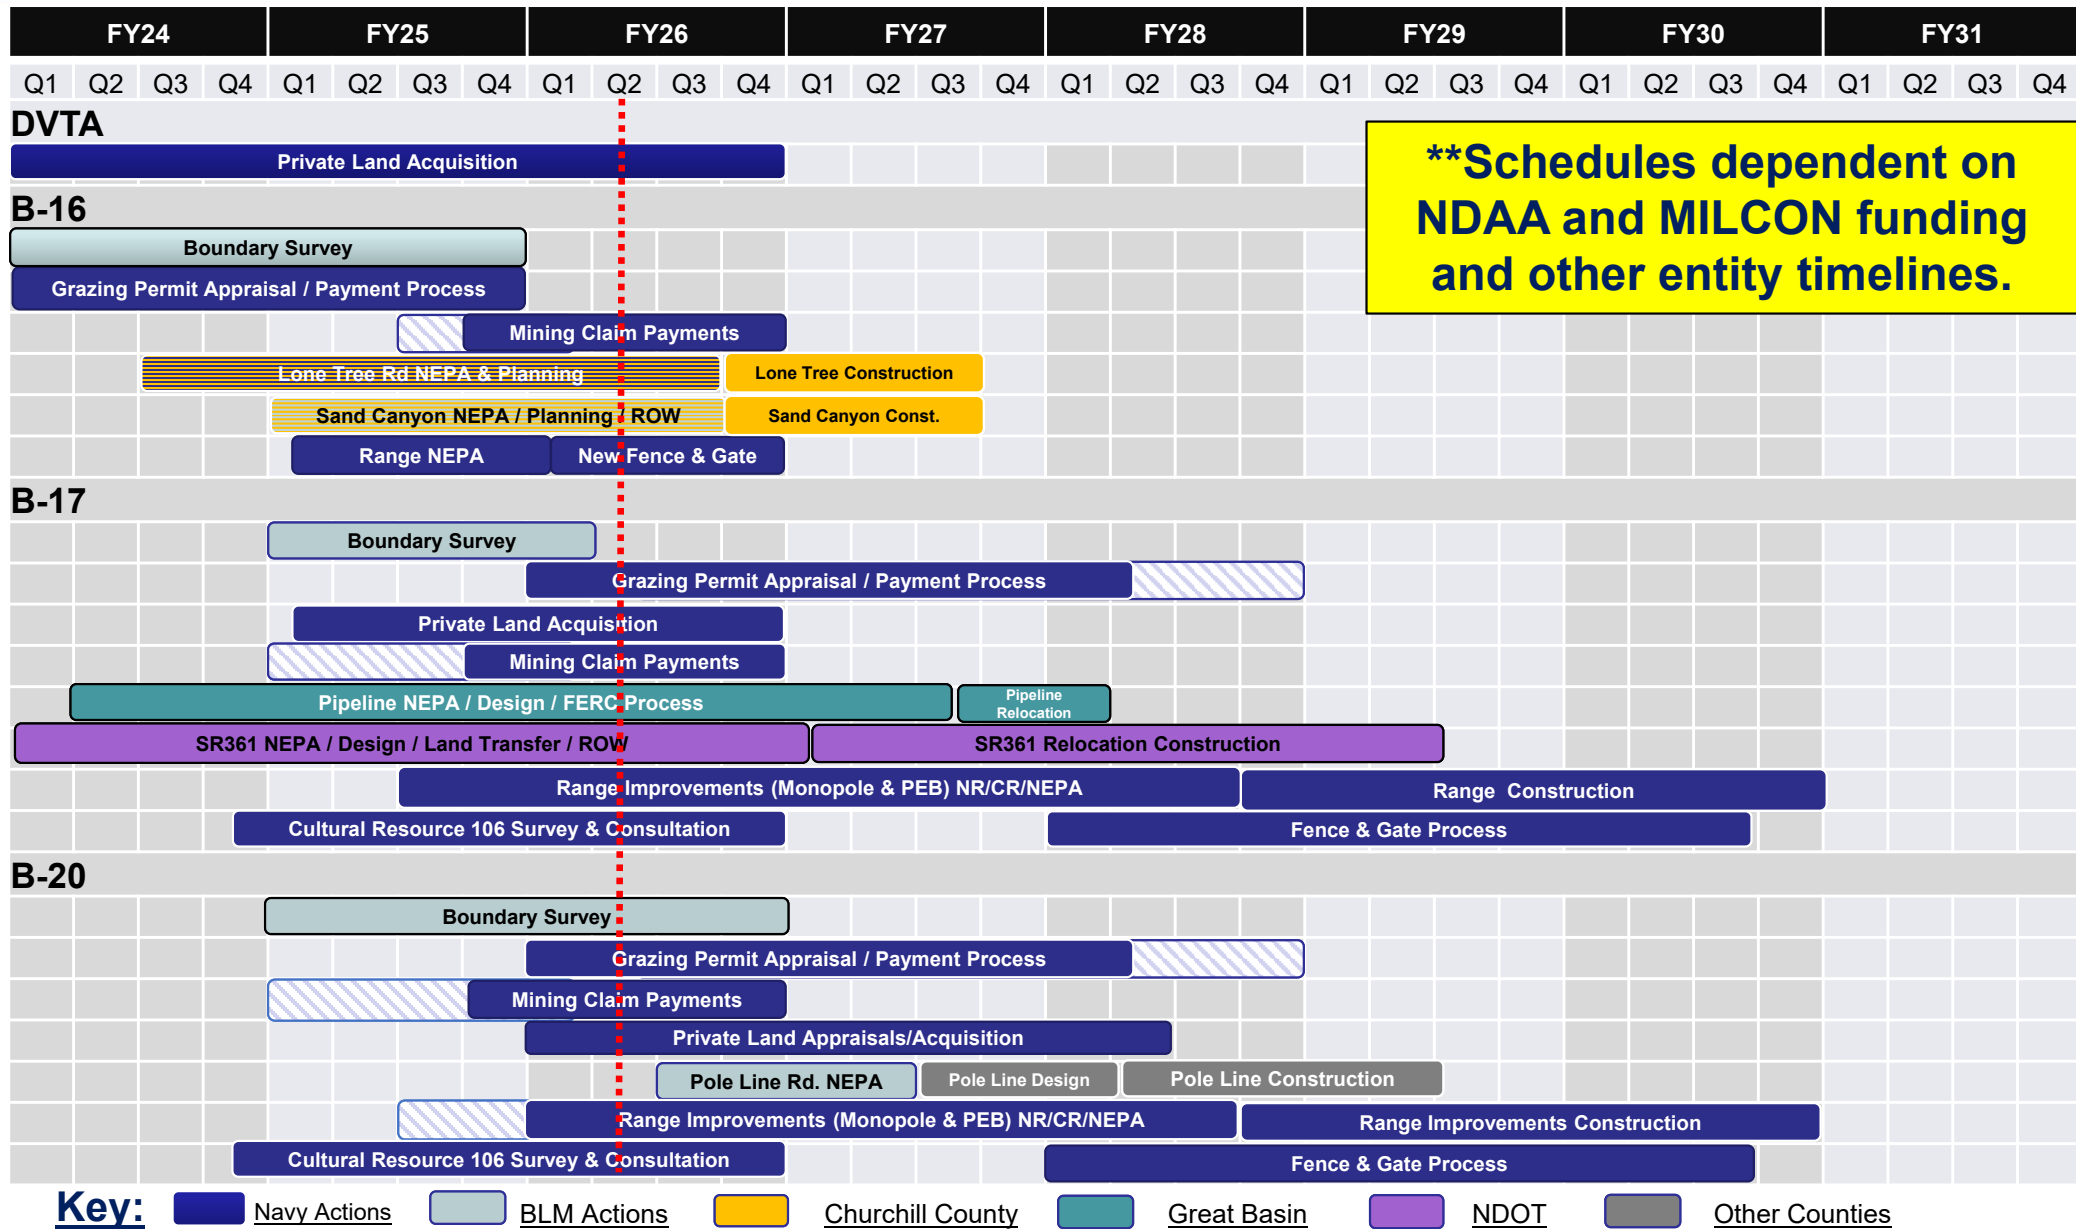 FY24 FY25 FY26 FY27 FY28 FY29 FY30 FY31
Q1 Q2 Q3 Q4 Q1 Q2 Q3 Q4 Q1 Q2 Q3 Q4 Q1 Q2 Q3 Q4 Q1 Q2 Q3 Q4 Q1 Q2 Q3 Q4 Q1 Q2 Q3 Q4 Q1 Q2 Q3 Q4
DVTA
Private Land Acquisition
**Schedules dependent on
NDAA and MILCON funding
and other entity timelines.
B-16
Boundary Survey
Grazing Permit Appraisal / Payment Process
Mining Claim Payments
Lone Tree Rd NEPA & Planning Lone Tree Construction
Sand Canyon NEPA / Planning / ROW Sand Canyon Const.
Range NEPA New Fence & Gate
B-17
Boundary Survey
Grazing Permit Appraisal / Payment Process
Private Land Acquisition
Mining Claim Payments
Pipeline NEPA / Design / FERC Process Pipeline
Relocation
SR361 NEPA / Design / Land Transfer / ROW SR361 Relocation Construction
Range Improvements (Monopole & PEB) NR/CR/NEPA Range Construction
Cultural Resource 106 Survey & Consultation Fence & Gate Process
B-20
Boundary Survey
Grazing Permit Appraisal / Payment Process
Mining Claim Payments
Private Land Appraisals/Acquisition
Pole Line Rd. NEPA Pole Line Design Pole Line Construction
Range Improvements (Monopole & PEB) NR/CR/NEPA Range Improvements Construction
Cultural Resource 106 Survey & Consultation Fence & Gate Process
Key: Navy Actions BLM Actions Churchill County Great Basin NDOT Other Counties